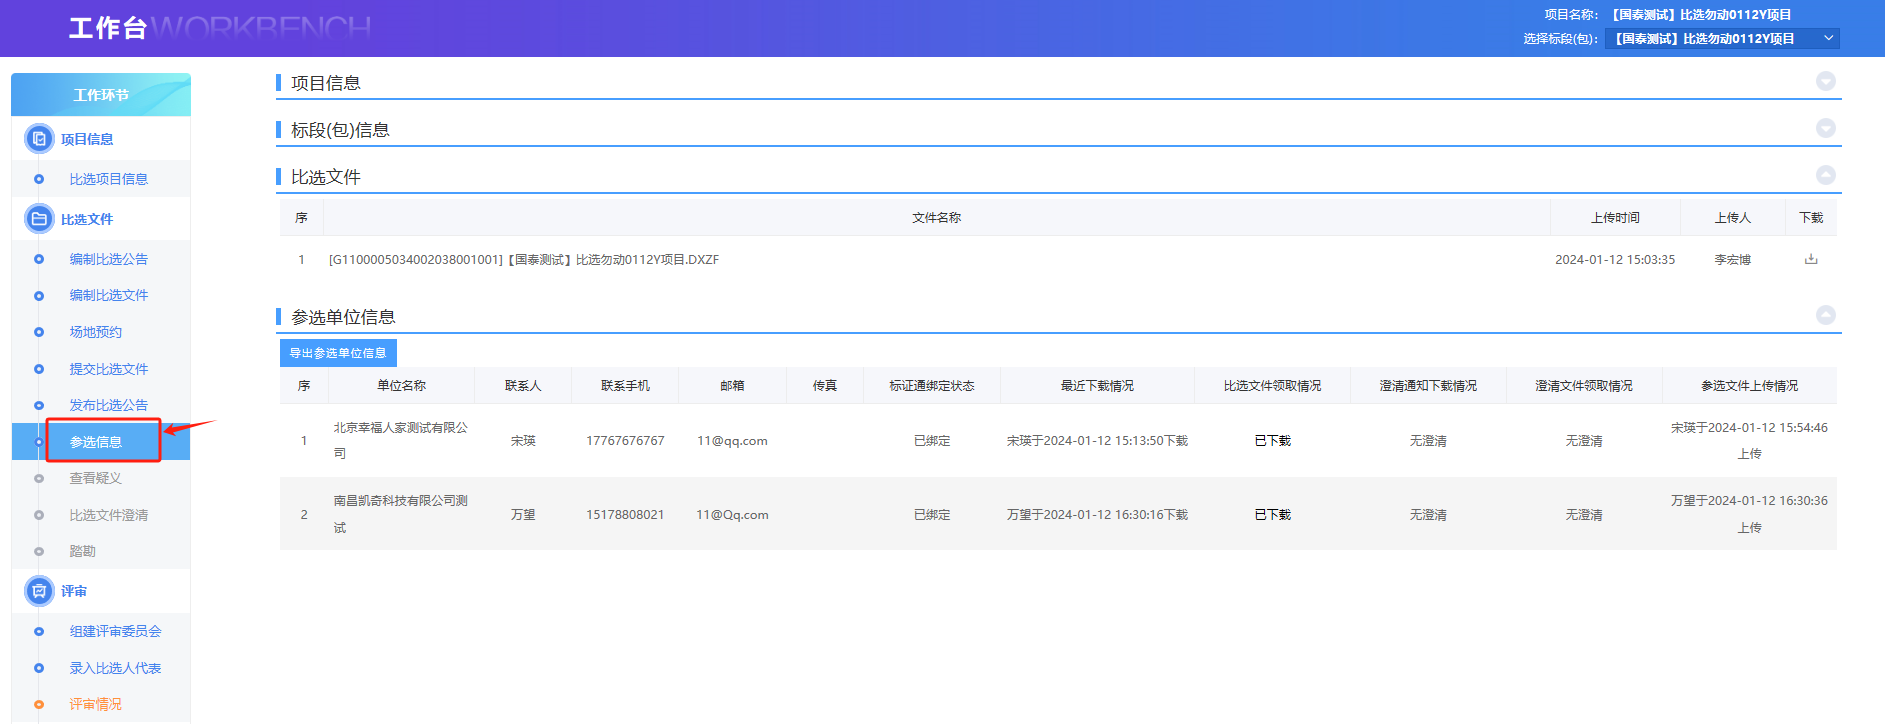 工作台WORKBENCH
项目名称： 【国泰测试】比选勿动0112Y项目
选择标段(包)： 【国泰测试】比选勿动0112Y项目
工作环节
项目信息
比选项目信息
比选文件
编制比选公告
编制比选文件
场地预约
提交比选文件
发布比选公告
参选信息
查看疑义
比选文件澄清
踏勘
评审
组建评审委员会
录入比选人代表
评审情况
项目信息
标段(包)信息
比选文件
序 文件名称 上传时间 上传人 下载
1 [G1100005034002038001001]【国泰测试】比选勿动0112Y项目.DXZF 2024-01-12 15:03:35 李宏博
参选单位信息
导出参选单位信息
序 单位名称 联系人 联系手机 邮箱 传真 标证通绑定状态 最近下载情况 比选文件领取情况 澄清通知下载情况 澄清文件领取情况 参选文件上传情况
1 北京幸福人家测试有限公司 宋瑛 17767676767 11@qq.com 已绑定 宋瑛于2024-01-12 15:13:50下载 已下载 无澄清 无澄清 宋瑛于2024-01-12 15:54:46上传
2 南昌凯奇科技有限公司测试 万望 15178808021 11@Qq.com 已绑定 万望于2024-01-12 16:30:16下载 已下载 无澄清 无澄清 万望于2024-01-12 16:30:36上传